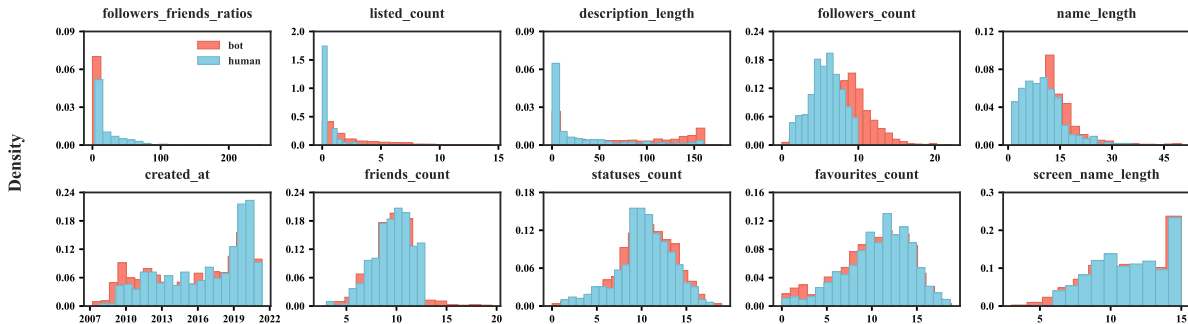 followers_friends_ratios listed_count description_length followers_count name_length
0.09 0.06 0.03 0.00
bot
human
0 100 200
2.0 1.5 1.0 0.5 0.0
0 5 10 15
0.09 0.06 0.03 0.00
0 50 100 150
0.24 0.18 0.12 0.06 0.00
0 10 20
0.12 0.08 0.04 0.00
0 15 30 45
Density
created_at friends_count statuses_count favourites_count screen_name_length
0.24 0.18 0.12 0.06 0.00
2007 2010 2013 2016 2019 2022
0.24 0.18 0.12 0.06 0.00
5 10 15 20
0.18 0.12 0.06 0.00
0 5 10 15
0.16 0.12 0.08 0.04 0.00
0 5 10 15
0.3 0.2 0.1 0.0
5 10 15